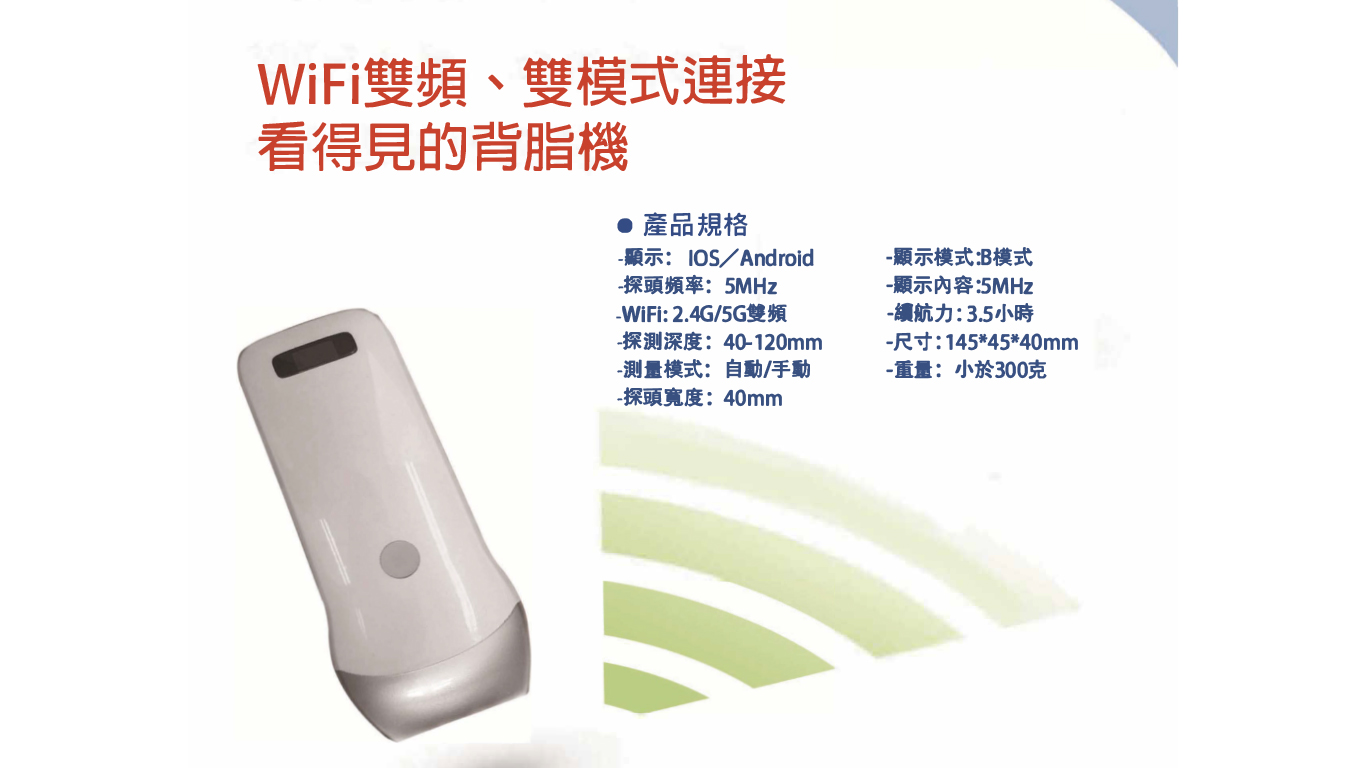 WiFi雙頻、雙模式連接
看得見的背脂機
● 產品規格
-顯示： IOS／Android
-探頭頻率：5MHz
-WiFi: 2.4G/5G雙頻
-探測深度：40-120mm
-測量模式：自動/手動
-探頭寬度：40mm
-顯示模式:B模式
-顯示內容:5MHz
-續航力: 3.5小時
-尺寸:145*45*40mm
-重量：小於300克